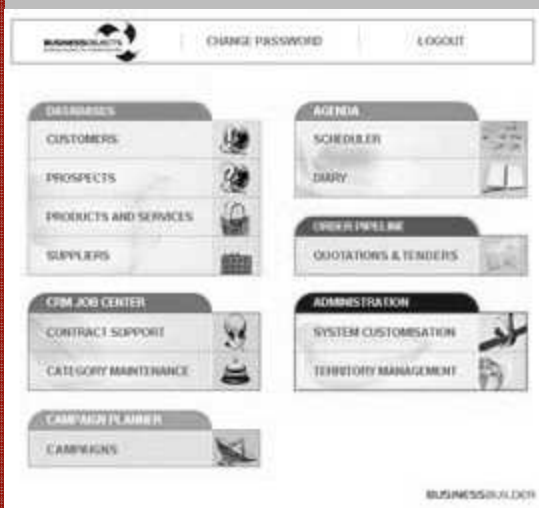 BUSINESSOBJECTS
CHANGE PASSWORD
LOGOUT
DATABASES
CUSTOMERS
PROSPECTS
PRODUCTS AND SERVICES
SUPPLIERS
CRM JOB CENTER
CONTRACT SUPPORT
CATEGORY MAINTENANCE
CAMPAIGN PLANNER
CAMPAIGNS
AGENDA
SCHEDULER
DIARY
ORDER PIPELINE
QUOTATIONS & TENDERS
ADMINISTRATION
SYSTEM CUSTOMISATION
TERRITORY MANAGEMENT
BUSINESSBUILDER